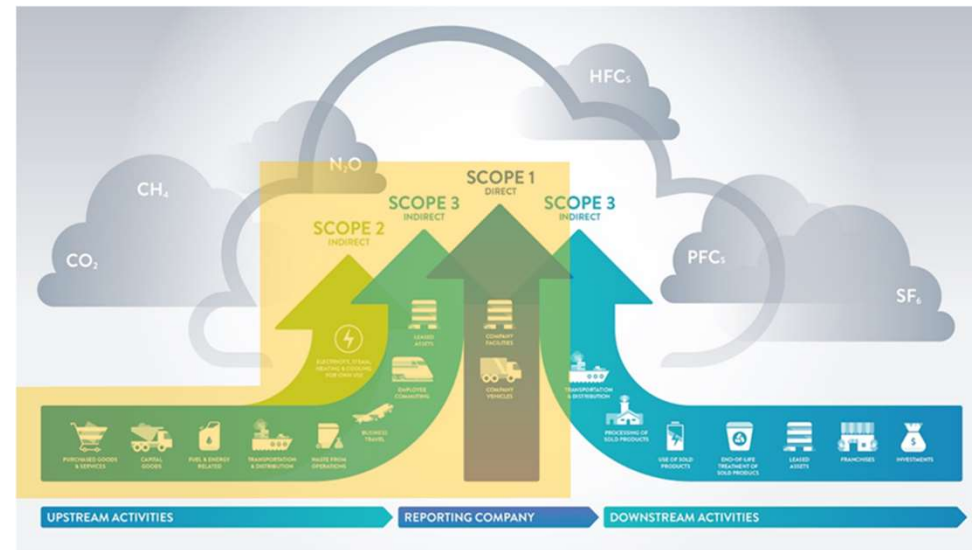 HFCs
N₂O
CH₄
CO₂
PFCs
SF₆
SCOPE 1
DIRECT
SCOPE 3
INDIRECT
SCOPE 3
INDIRECT
SCOPE 2
INDIRECT
LEASED
ASSETS
COMPANY
FACILITIES
ELECTRICITY, STEAM,
HEATING & COOLING
FOR OWN USE
EMPLOYEE
COMMUTING
COMPANY
VEHICLES
TRANSPORTATION
& DISTRIBUTION
BUSINESS
TRAVEL
PURCHASED GOODS
& SERVICES
CAPITAL
GOODS
FUEL & ENERGY
RELATED
TRANSPORTATION
& DISTRIBUTION
WASTE FROM
OPERATIONS
PROCESSING OF
SOLD PRODUCTS
USE OF SOLD
PRODUCTS
END-OF-LIFE
TREATMENT OF
SOLD PRODUCTS
LEASED
ASSETS
FRANCHISES
INVESTMENTS
UPSTREAM ACTIVITIES
REPORTING COMPANY
DOWNSTREAM ACTIVITIES